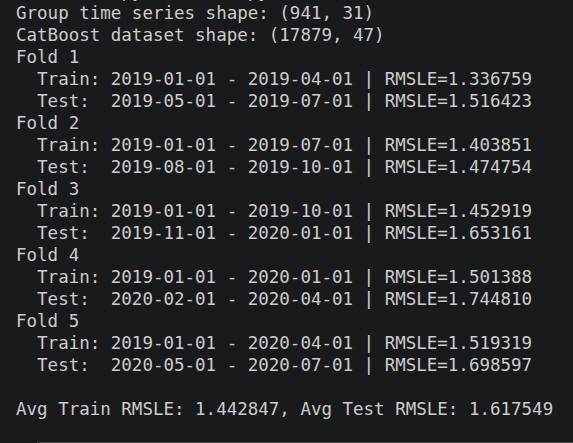 Group time series shape: (941, 31)
CatBoost dataset shape: (17879, 47)
Fold 1
  Train: 2019-01-01 - 2019-04-01 | RMSLE=1.336759
  Test:  2019-05-01 - 2019-07-01 | RMSLE=1.516423
Fold 2
  Train: 2019-01-01 - 2019-07-01 | RMSLE=1.403851
  Test:  2019-08-01 - 2019-10-01 | RMSLE=1.474754
Fold 3
  Train: 2019-01-01 - 2019-10-01 | RMSLE=1.452919
  Test:  2019-11-01 - 2020-01-01 | RMSLE=1.653161
Fold 4
  Train: 2019-01-01 - 2020-01-01 | RMSLE=1.501388
  Test:  2020-02-01 - 2020-04-01 | RMSLE=1.744810
Fold 5
  Train: 2019-01-01 - 2020-04-01 | RMSLE=1.519319
  Test:  2020-05-01 - 2020-07-01 | RMSLE=1.698597

Avg Train RMSLE: 1.442847, Avg Test RMSLE: 1.617549